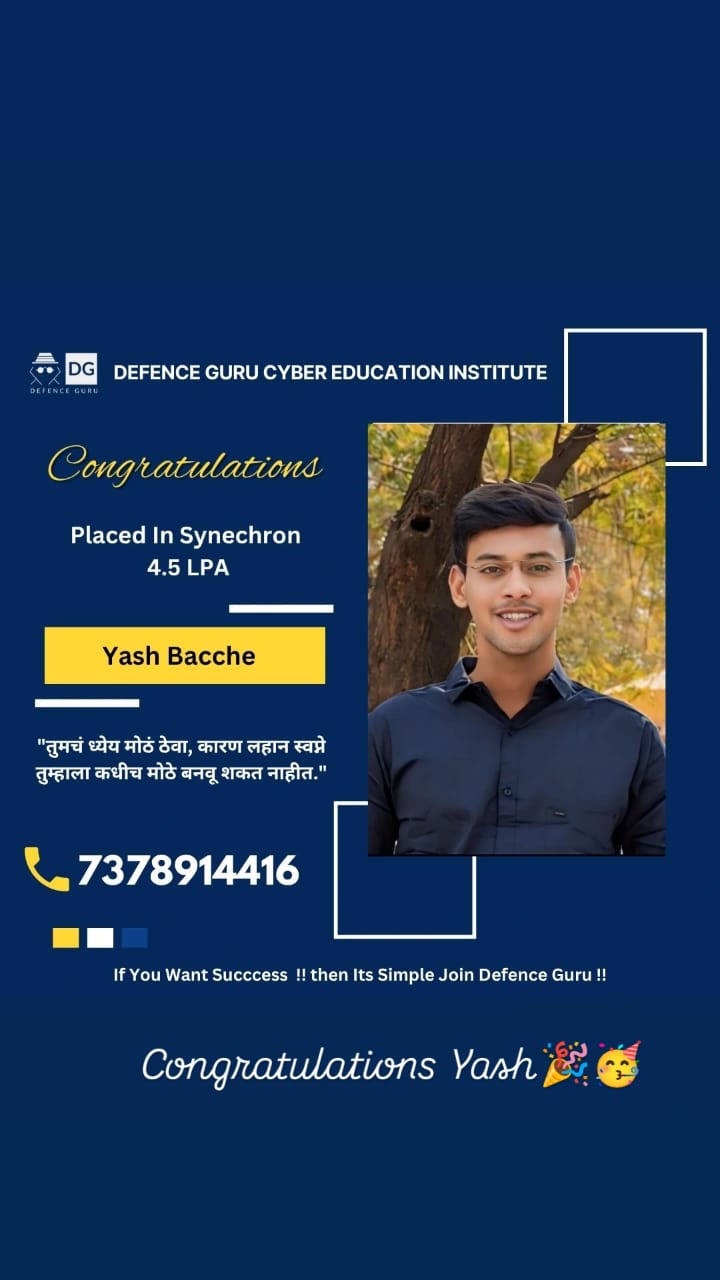 DG
DEFENCE GURU
DEFENCE GURU CYBER EDUCATION INSTITUTE
Congratulations
Placed In Synechron
4.5 LPA
Yash Bacche
"तुमचं ध्येय मोठं ठेवा, कारण लहान स्वप्ने
तुम्हाला कधीच मोठे बनवू शकत नाहीत."
7378914416
If You Want Succcess !! then Its Simple Join Defence Guru !!
Congratulations Yash🎉🥳